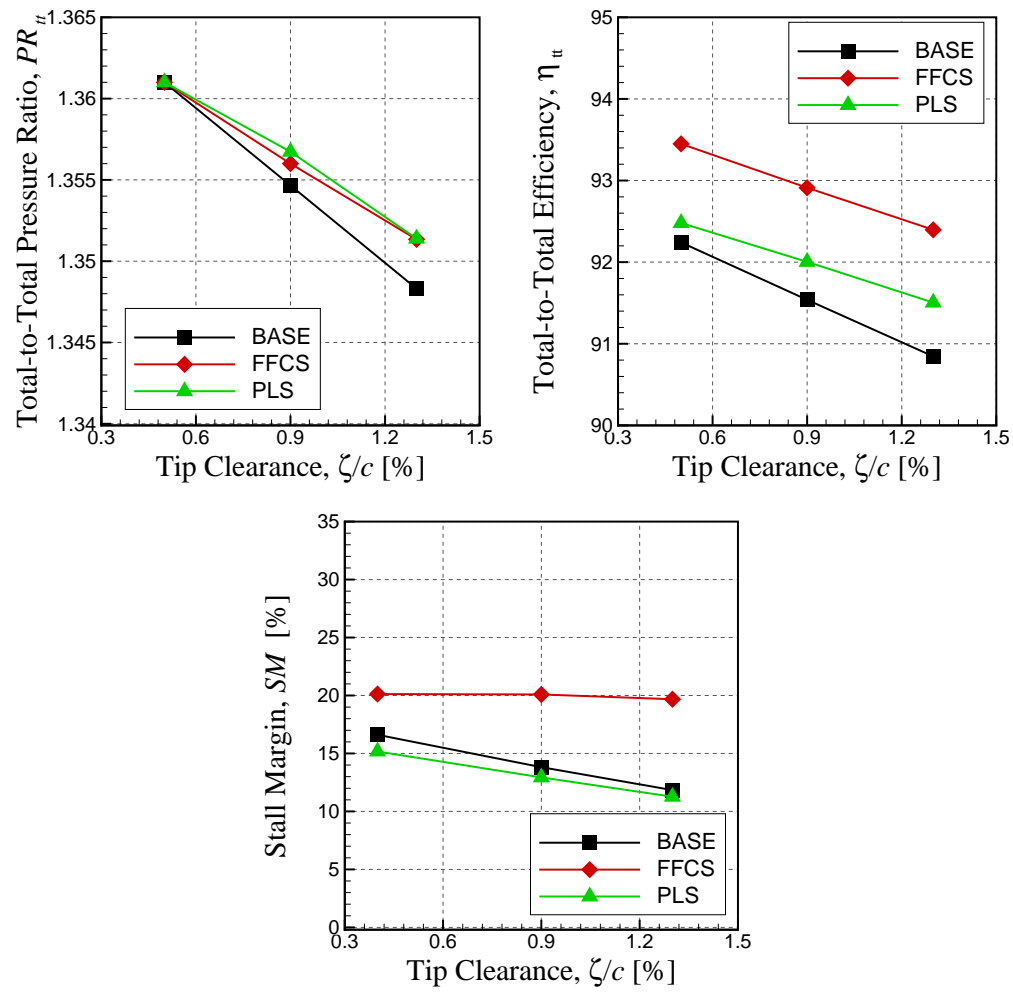 Total-to-Total Pressure Ratio, PR_tt
1.365
1.36
1.355
1.35
1.345
1.34
BASE
FFCS
PLS
0.3
0.6
0.9
1.2
1.5
Tip Clearance, ζ/c [%]
Total-to-Total Efficiency, η_tt
95
94
93
92
91
90
BASE
FFCS
PLS
0.3
0.6
0.9
1.2
1.5
Tip Clearance, ζ/c [%]
Stall Margin, SM [%]
35
30
25
20
15
10
5
0
BASE
FFCS
PLS
0.3
0.6
0.9
1.2
1.5
Tip Clearance, ζ/c [%]